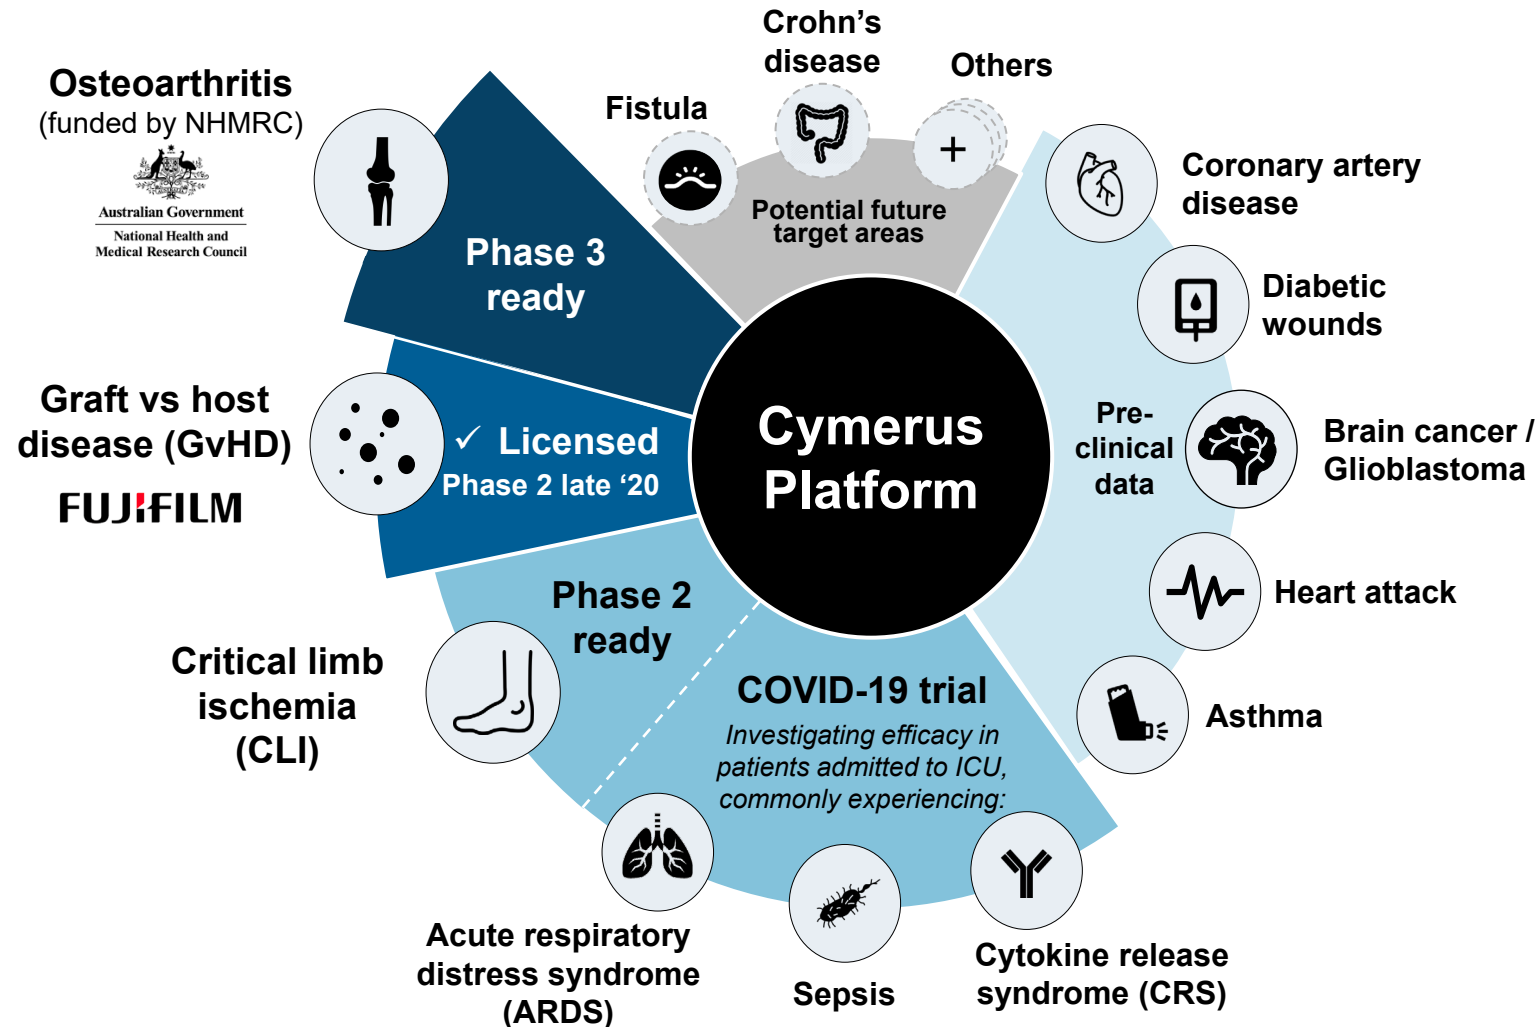 Crohn's
disease
Others
Fistula
Osteoarthritis
(funded by NHMRC)
Australian Government
National Health and
Medical Research Council
+
Potential future
target areas
Coronary artery
disease
Diabetic
wounds
Phase 3
ready
Graft vs host
disease (GvHD)
FUJIFILM
✓ Licensed
Phase 2 late ‘20
Cymerus
Platform
Pre-
clinical
data
Brain cancer /
Glioblastoma
Heart attack
Asthma
Phase 2
ready
Critical limb
ischemia
(CLI)
COVID-19 trial
Investigating efficacy in
patients admitted to ICU,
commonly experiencing:
Acute respiratory
distress syndrome
(ARDS)
Sepsis
Cytokine release
syndrome (CRS)